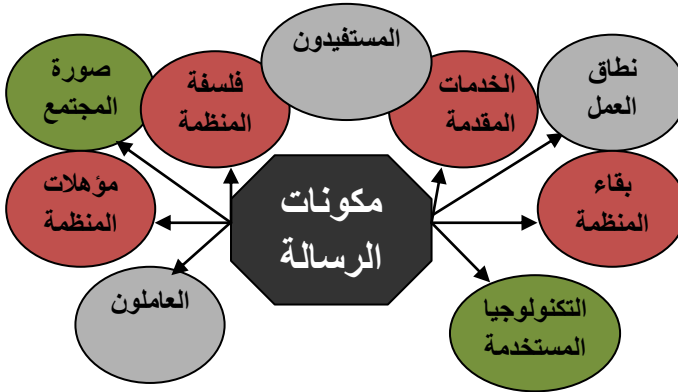 المستفيدون
نطاق
العمل
الخدمات
المقدمة
فلسفة
المنظمة
صورة
المجتمع
بقاء
المنظمة
مكونات
الرسالة
مؤهلات
المنظمة
التكنولوجيا
المستخدمة
العاملون